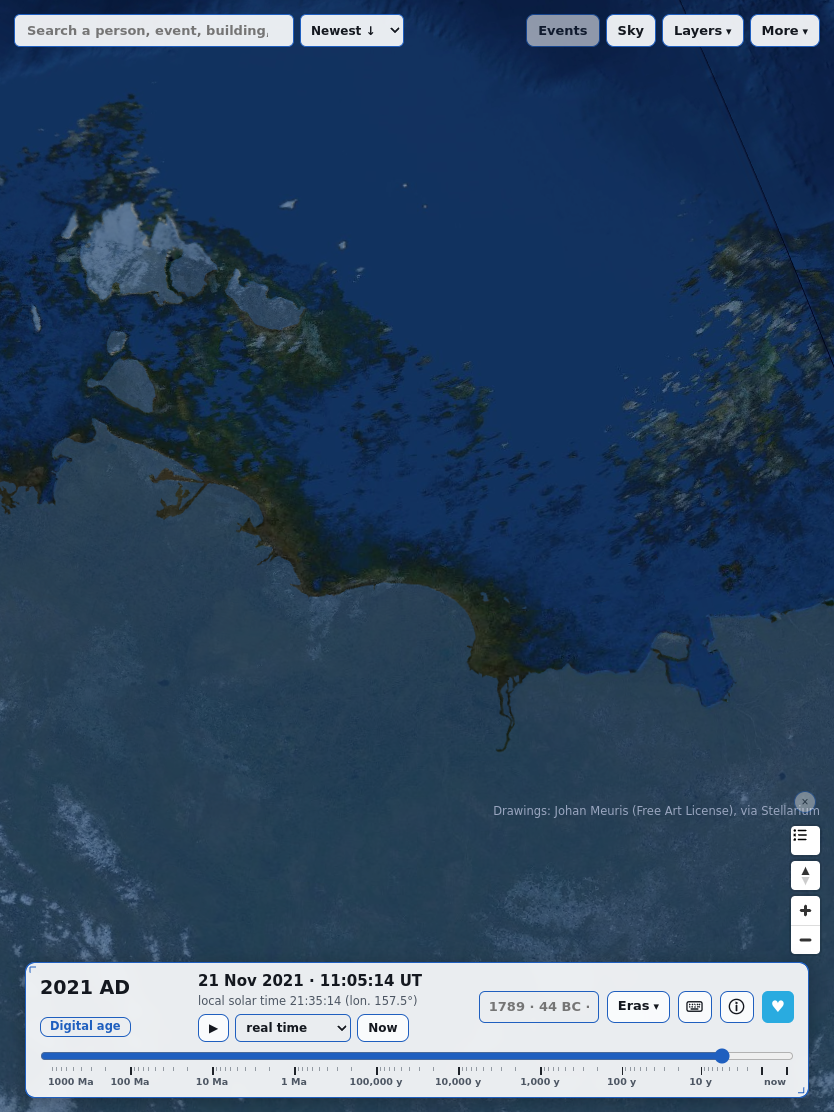 Search a person, event, building,
Newest ↓
Events
Sky
Layers ▾
More ▾
Drawings: Johan Meuris (Free Art License), via Stellarium
2021 AD
Digital age
21 Nov 2021 · 11:05:14 UT
local solar time 21:35:14 (lon. 157.5°)
real time
Now
1789 · 44 BC ·
Eras ▾
1000 Ma
100 Ma
10 Ma
1 Ma
100,000 y
10,000 y
1,000 y
100 y
10 y
now